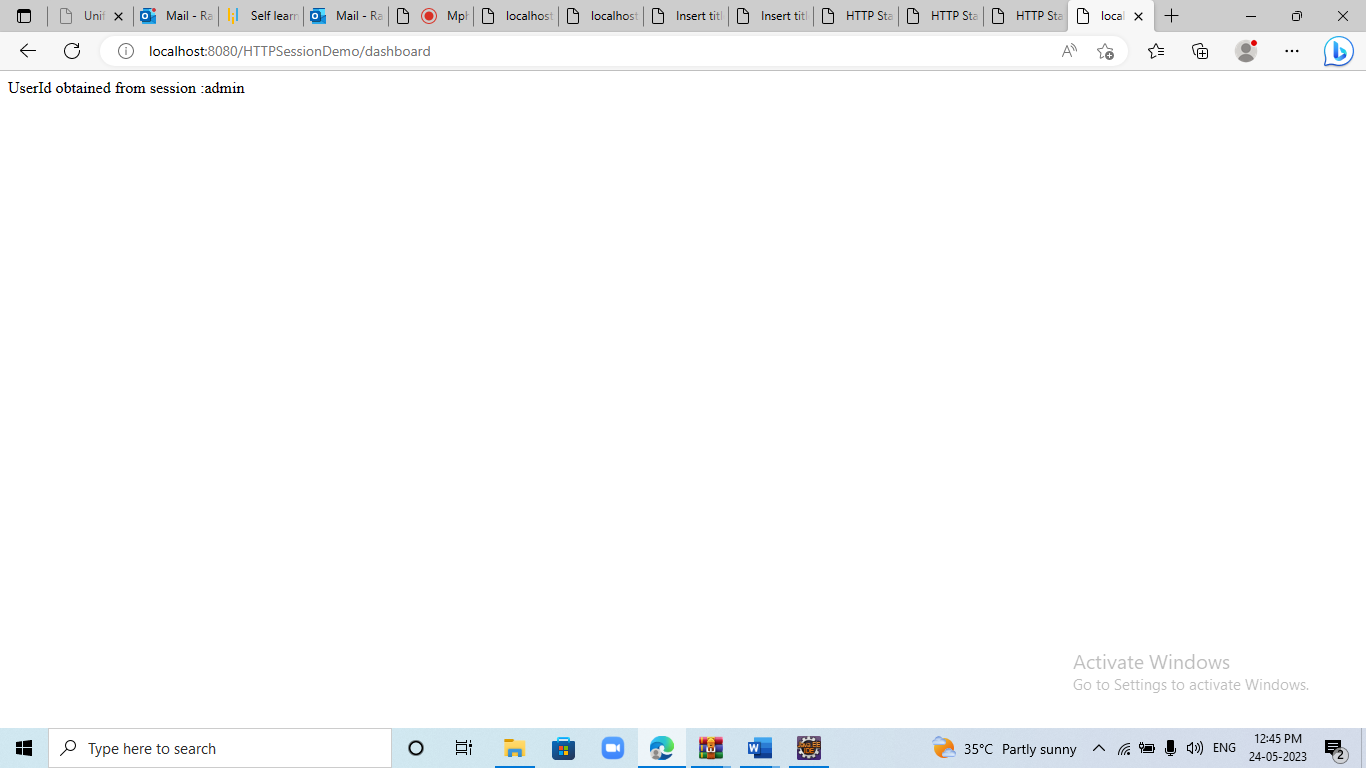 Unif
Mail - Ra
Self learn
Mail - Ra
Mph
localhost
localhost
Insert titl
Insert titl
HTTP Sta
HTTP Sta
HTTP Sta
local
localhost:8080/HTTPSessionDemo/dashboard
UserId obtained from session :admin
Activate Windows
Go to Settings to activate Windows.
Type here to search
35°C Partly sunny
ENG
12:45 PM
24-05-2023
2